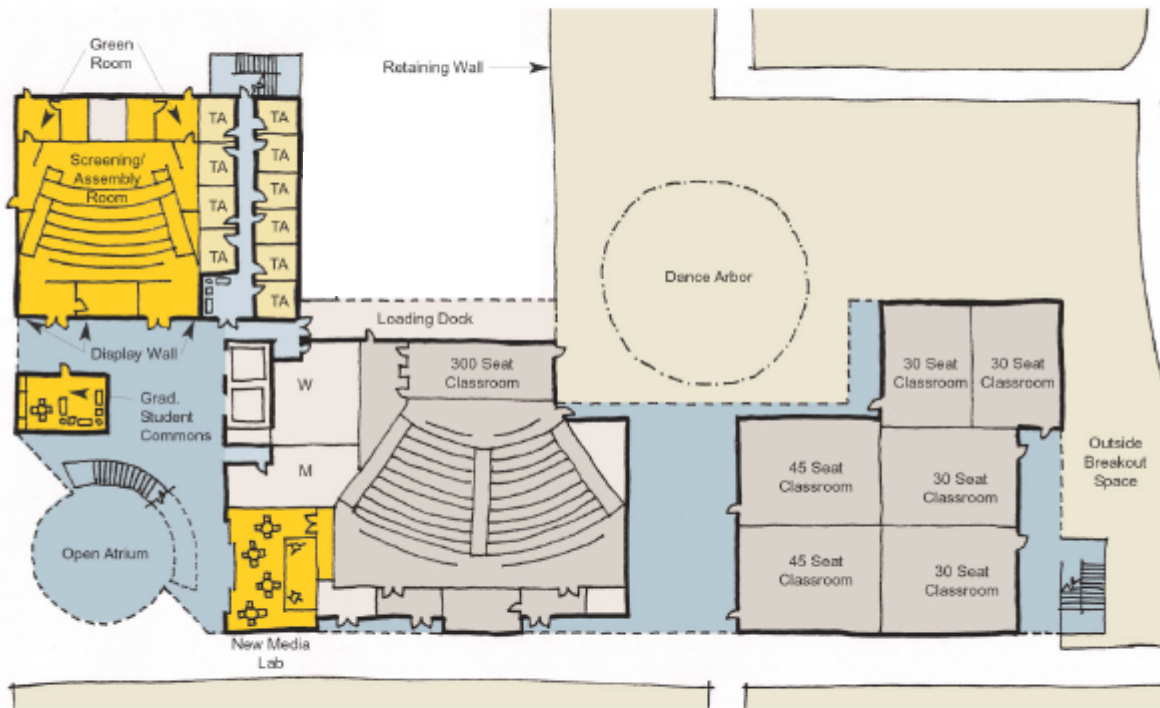 Green
Room
Retaining Wall
TA
TA
TA
TA
TA
TA
TA
TA
TA
TA
Screening/
Assembly
Room
Dance Arbor
Loading Dock
Display Wall
300 Seat
Classroom
30 Seat
Classroom
30 Seat
Classroom
W
Grad.
Student
Commons
M
45 Seat
Classroom
30 Seat
Classroom
Outside
Breakout
Space
Open Atrium
45 Seat
Classroom
30 Seat
Classroom
New Media
Lab